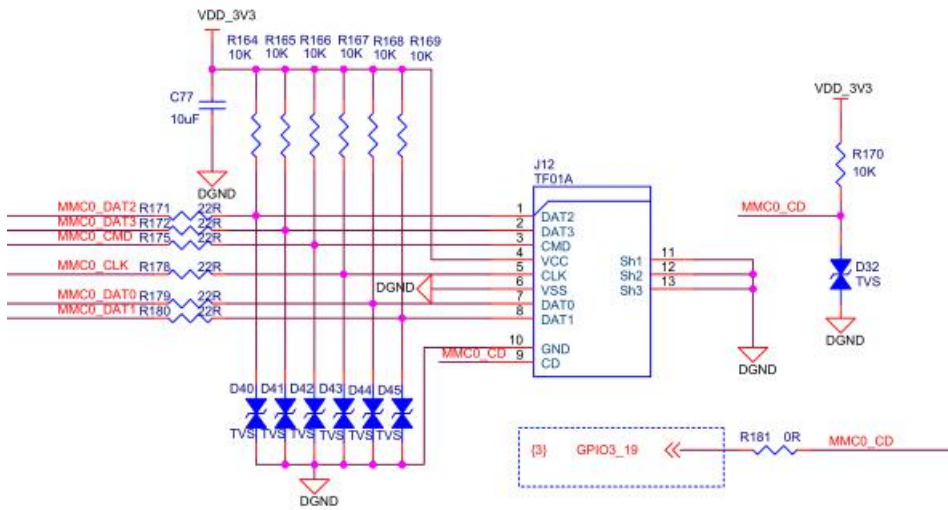 VDD_3V3
R164 R165 R166 R167 R168 R169
10K 10K 10K 10K 10K 10K
C77
10uF
DGND
VDD_3V3
R170
10K
MMC0_CD
D32
TVS
DGND
J12
TF01A
MMC0_DAT2 R171 22R 1 DAT2
MMC0_DAT3 R172 22R 2 DAT3
MMC0_CMD R175 22R 3 CMD
4 VCC Sh1 11
MMC0_CLK R178 22R 5 CLK Sh2 12
DGND 6 VSS Sh3 13
MMC0_DAT0 R179 22R 7 DAT0
MMC0_DAT1 R180 22R 8 DAT1
10 GND
MMC0_CD 9 CD
DGND
D40 D41 D42 D43 D44 D45
TVS TVS TVS TVS TVS TVS
DGND
{3} GPIO3_19 R181 0R MMC0_CD